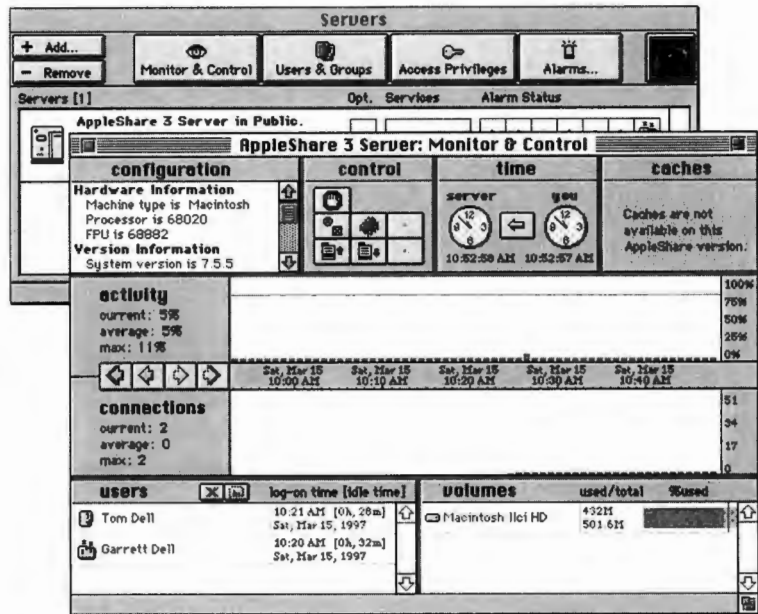 Servers
+ Add...
- Remove
Monitor & Control
Users & Groups
Access Privileges
Alarms...
Servers [1]
Opt. Services Alarm Status
AppleShare 3 Server in Public.
AppleShare 3 Server: Monitor & Control
configuration
Hardware Information
Machine type is Macintosh
Processor is 68020
FPU is 68882
Version Information
System version is 7.5.5
control
time
server you
10:52:58 AM 10:52:57 AM
caches
Caches are not
available on this
AppleShare version.
activity
current: 5%
average: 5%
max: 11%
100%
75%
50%
25%
0%
Sat, Mar 15 Sat, Mar 15 Sat, Mar 15 Sat, Mar 15 Sat, Mar 15
10:00 AM 10:10 AM 10:20 AM 10:30 AM 10:40 AM
connections
current: 2
average: 0
max: 2
51
34
17
0
users log-on time [idle time]
Tom Dell 10:21 AM [0h, 28m]
Sat, Mar 15, 1997
Garrett Dell 10:20 AM [0h, 32m]
Sat, Mar 15, 1997
volumes used/total %used
Macintosh IIci HD 432M
501.6M